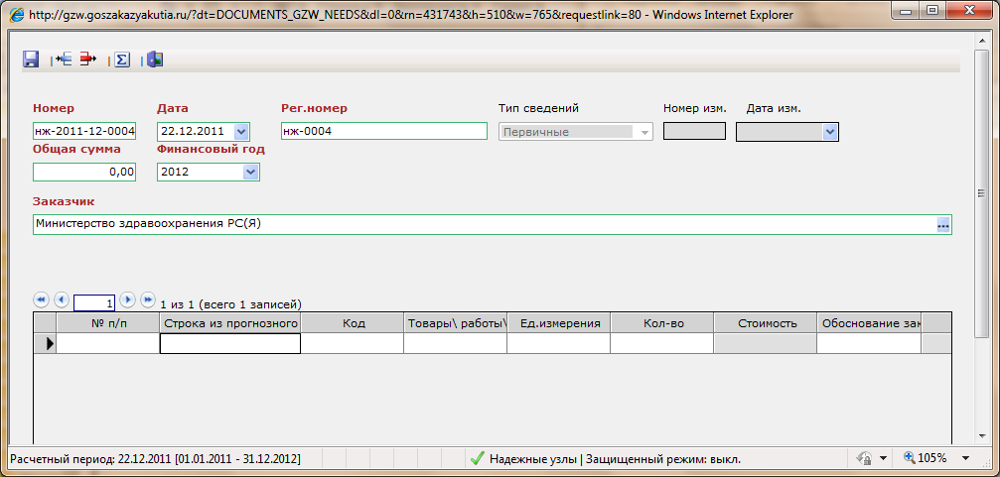 http://gzw.goszakazyakutia.ru/?dt=DOCUMENTS_GZW_NEEDS&dl=0&rn=431743&h=510&w=765&requestlink=80 - Windows Internet Explorer
Номер Дата Рег.номер Тип сведений Номер изм. Дата изм.
нж-2011-12-0004 22.12.2011 нж-0004 Первичные
Общая сумма Финансовый год
0,00 2012
Заказчик
Министерство здравоохранения РС(Я) ...
1 1 из 1 (всего 1 записей)
№ п/п Строка из прогнозного Код Товары\ работы\ Ед.измерения Кол-во Стоимость Обоснование зак
Расчетный период: 22.12.2011 [01.01.2011 - 31.12.2012] Надежные узлы | Защищенный режим: выкл. 105%